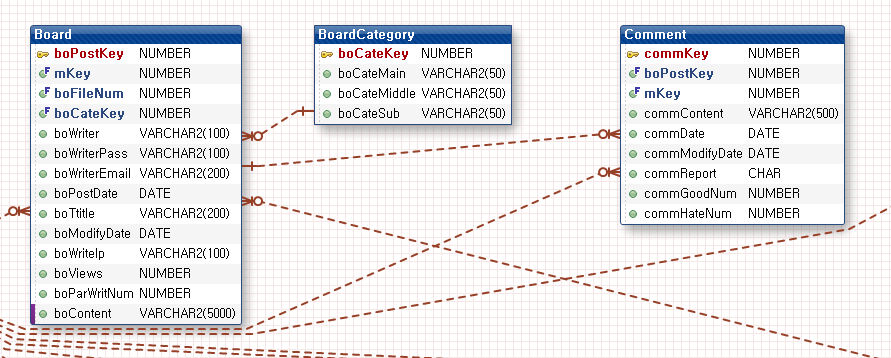 Board
boPostKey NUMBER
mKey NUMBER
boFileNum NUMBER
boCateKey NUMBER
boWriter VARCHAR2(100)
boWriterPass VARCHAR2(100)
boWriterEmail VARCHAR2(200)
boPostDate DATE
boTtitle VARCHAR2(200)
boModifyDate DATE
boWriteIp VARCHAR2(100)
boViews NUMBER
boParWritNum NUMBER
boContent VARCHAR2(5000)
BoardCategory
boCateKey NUMBER
boCateMain VARCHAR2(50)
boCateMiddle VARCHAR2(50)
boCateSub VARCHAR2(50)
Comment
commKey NUMBER
boPostKey NUMBER
mKey NUMBER
commContent VARCHAR2(500)
commDate DATE
commModifyDate DATE
commReport CHAR
commGoodNum NUMBER
commHateNum NUMBER